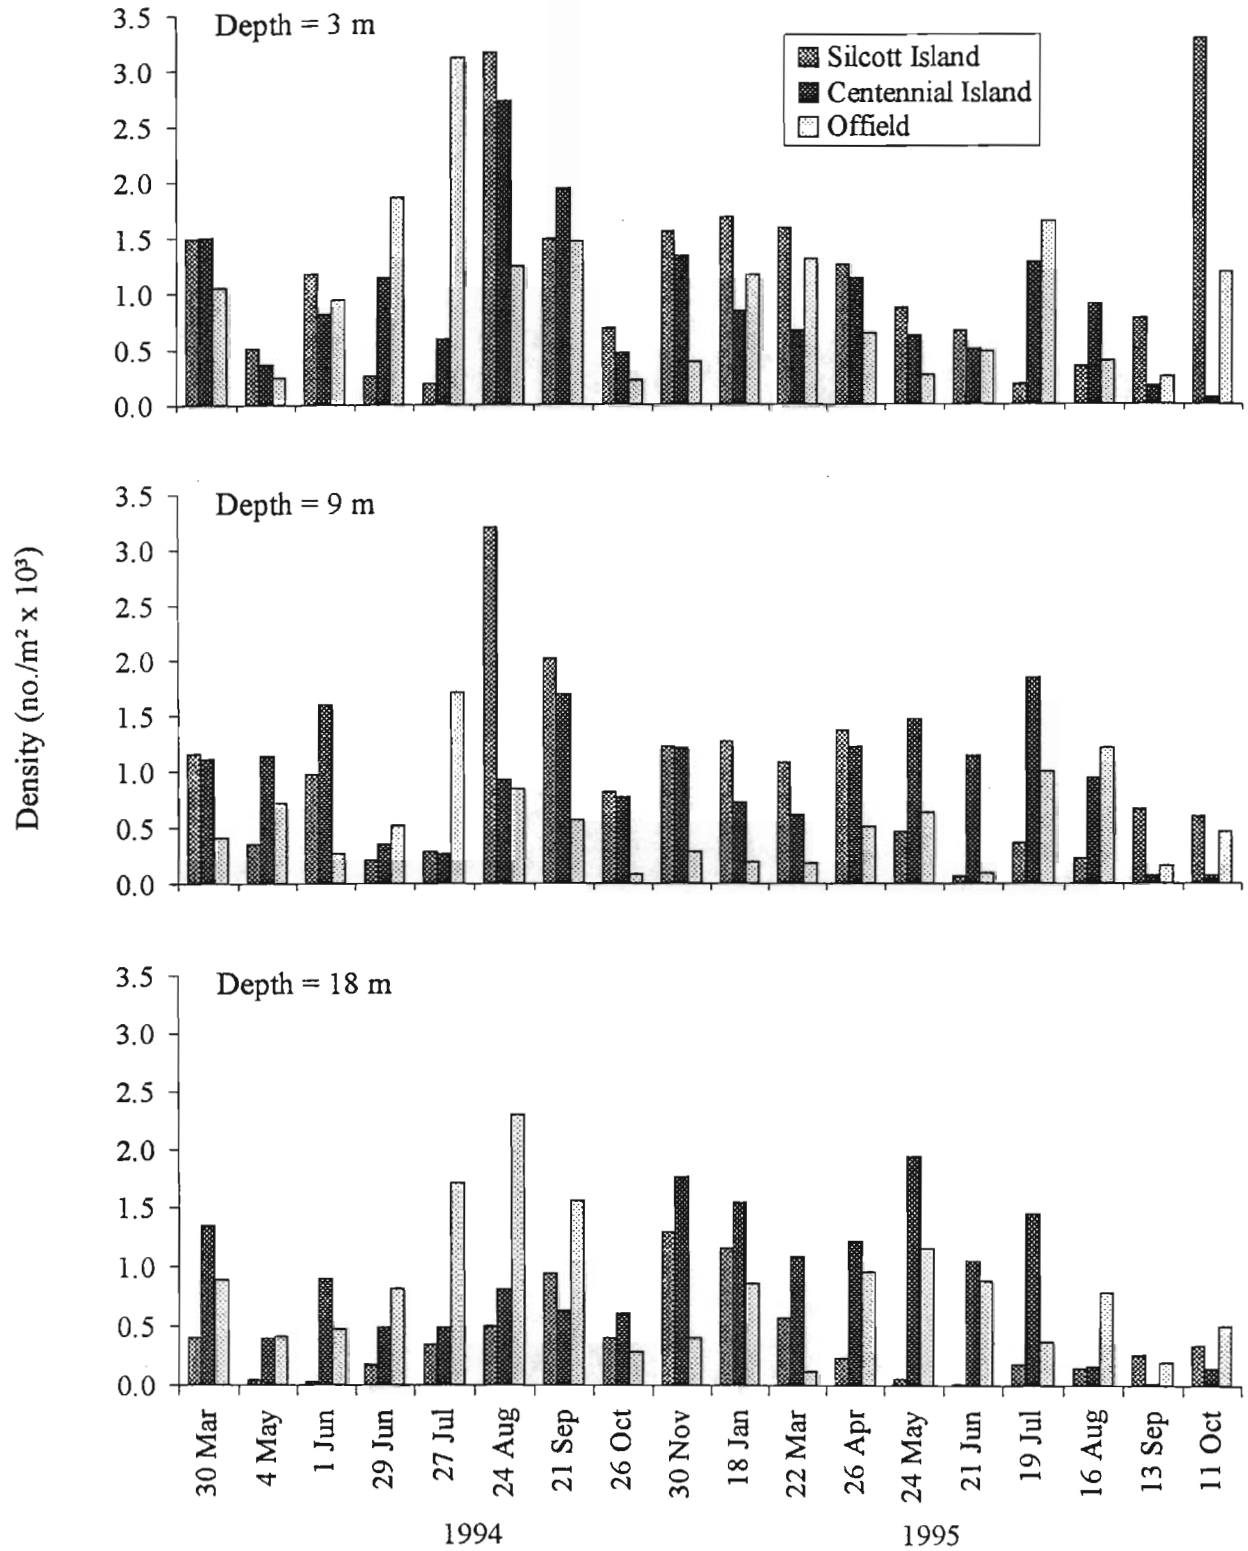 Depth = 3 m
Silcott Island
Centennial Island
Offield
3.5
3.0
2.5
2.0
1.5
1.0
0.5
0.0
Depth = 9 m
3.5
3.0
2.5
2.0
1.5
1.0
0.5
0.0
Density (no./m² x 10³)
Depth = 18 m
3.5
3.0
2.5
2.0
1.5
1.0
0.5
0.0
30 Mar
4 May
1 Jun
29 Jun
27 Jul
24 Aug
21 Sep
26 Oct
30 Nov
18 Jan
22 Mar
26 Apr
24 May
21 Jun
19 Jul
16 Aug
13 Sep
11 Oct
1994
1995